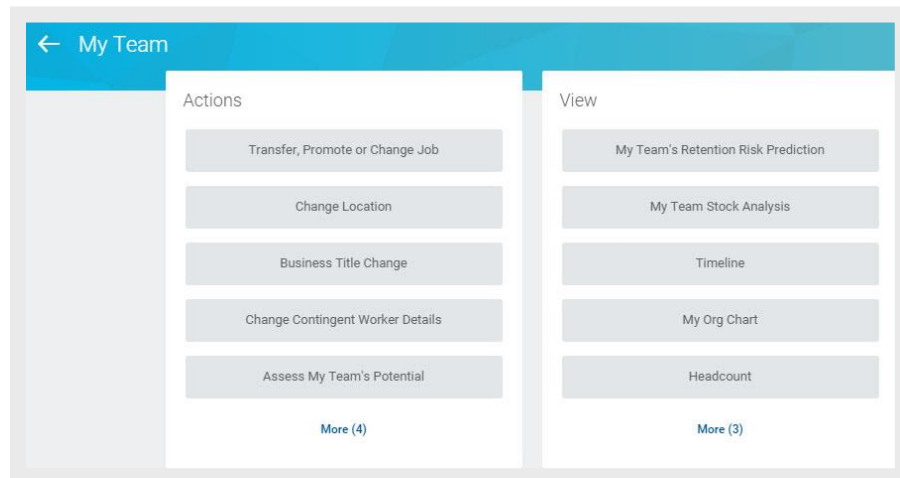 My Team
Actions
Transfer, Promote or Change Job
Change Location
Business Title Change
Change Contingent Worker Details
Assess My Team's Potential
More (4)
View
My Team's Retention Risk Prediction
My Team Stock Analysis
Timeline
My Org Chart
Headcount
More (3)